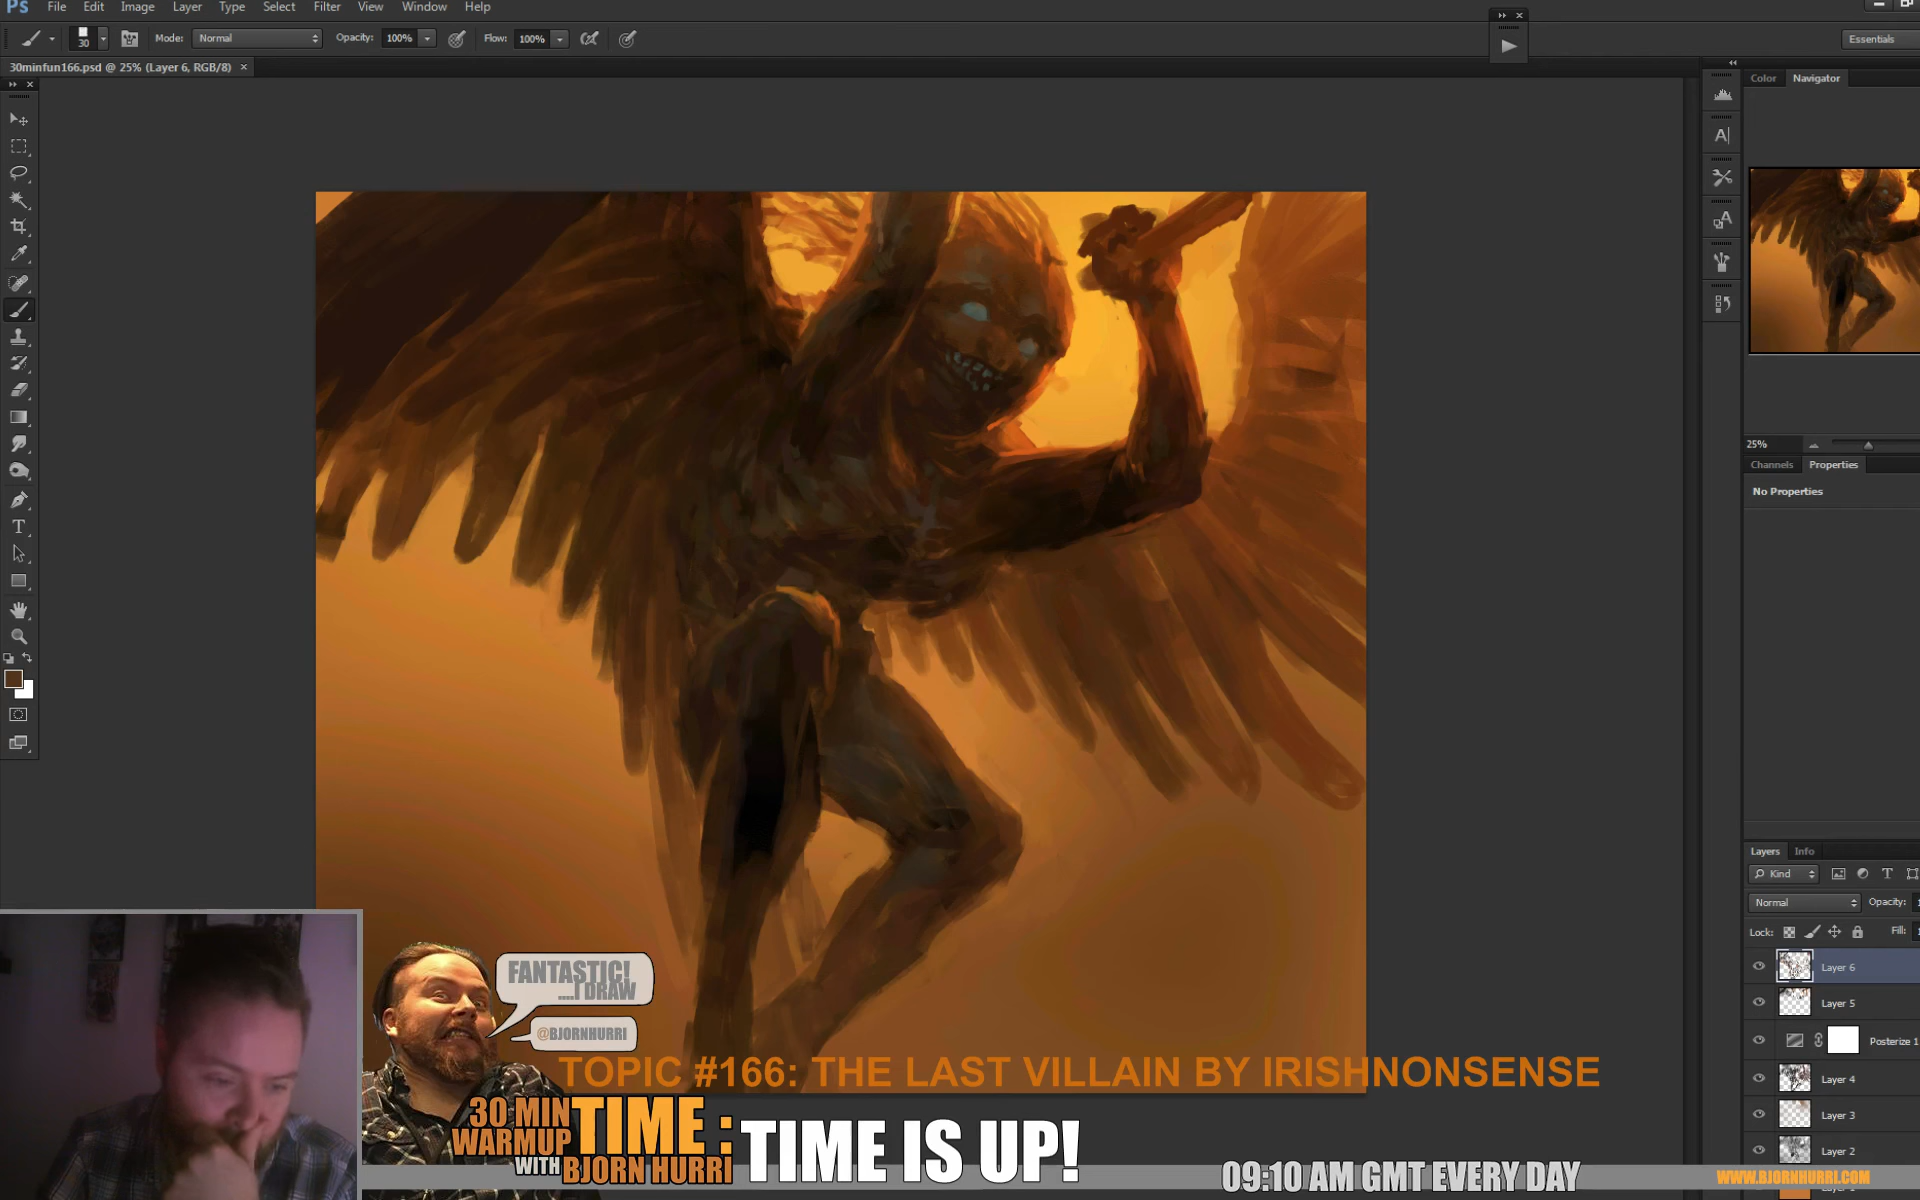 Ps File Edit Image Layer Type Select Filter View Window Help
30 Mode: Normal Opacity: 100% Flow: 100% Essentials
30minfun166.psd @ 25% (Layer 6, RGB/8) ×
Color Navigator
25%
Channels Properties
No Properties
Layers Info
Kind
Normal Opacity:
Lock: Fill:
Layer 6
Layer 5
Posterize 1
Layer 4
Layer 3
Layer 2
FANTASTIC!
....I DRAW
@BJORNHURRI
TOPIC #166: THE LAST VILLAIN BY IRISHNONSENSE
30 MIN
WARMUP
WITH BJORN HURRI
TIME : TIME IS UP!
09:10 AM GMT EVERY DAY
WWW.BJORNHURRI.COM